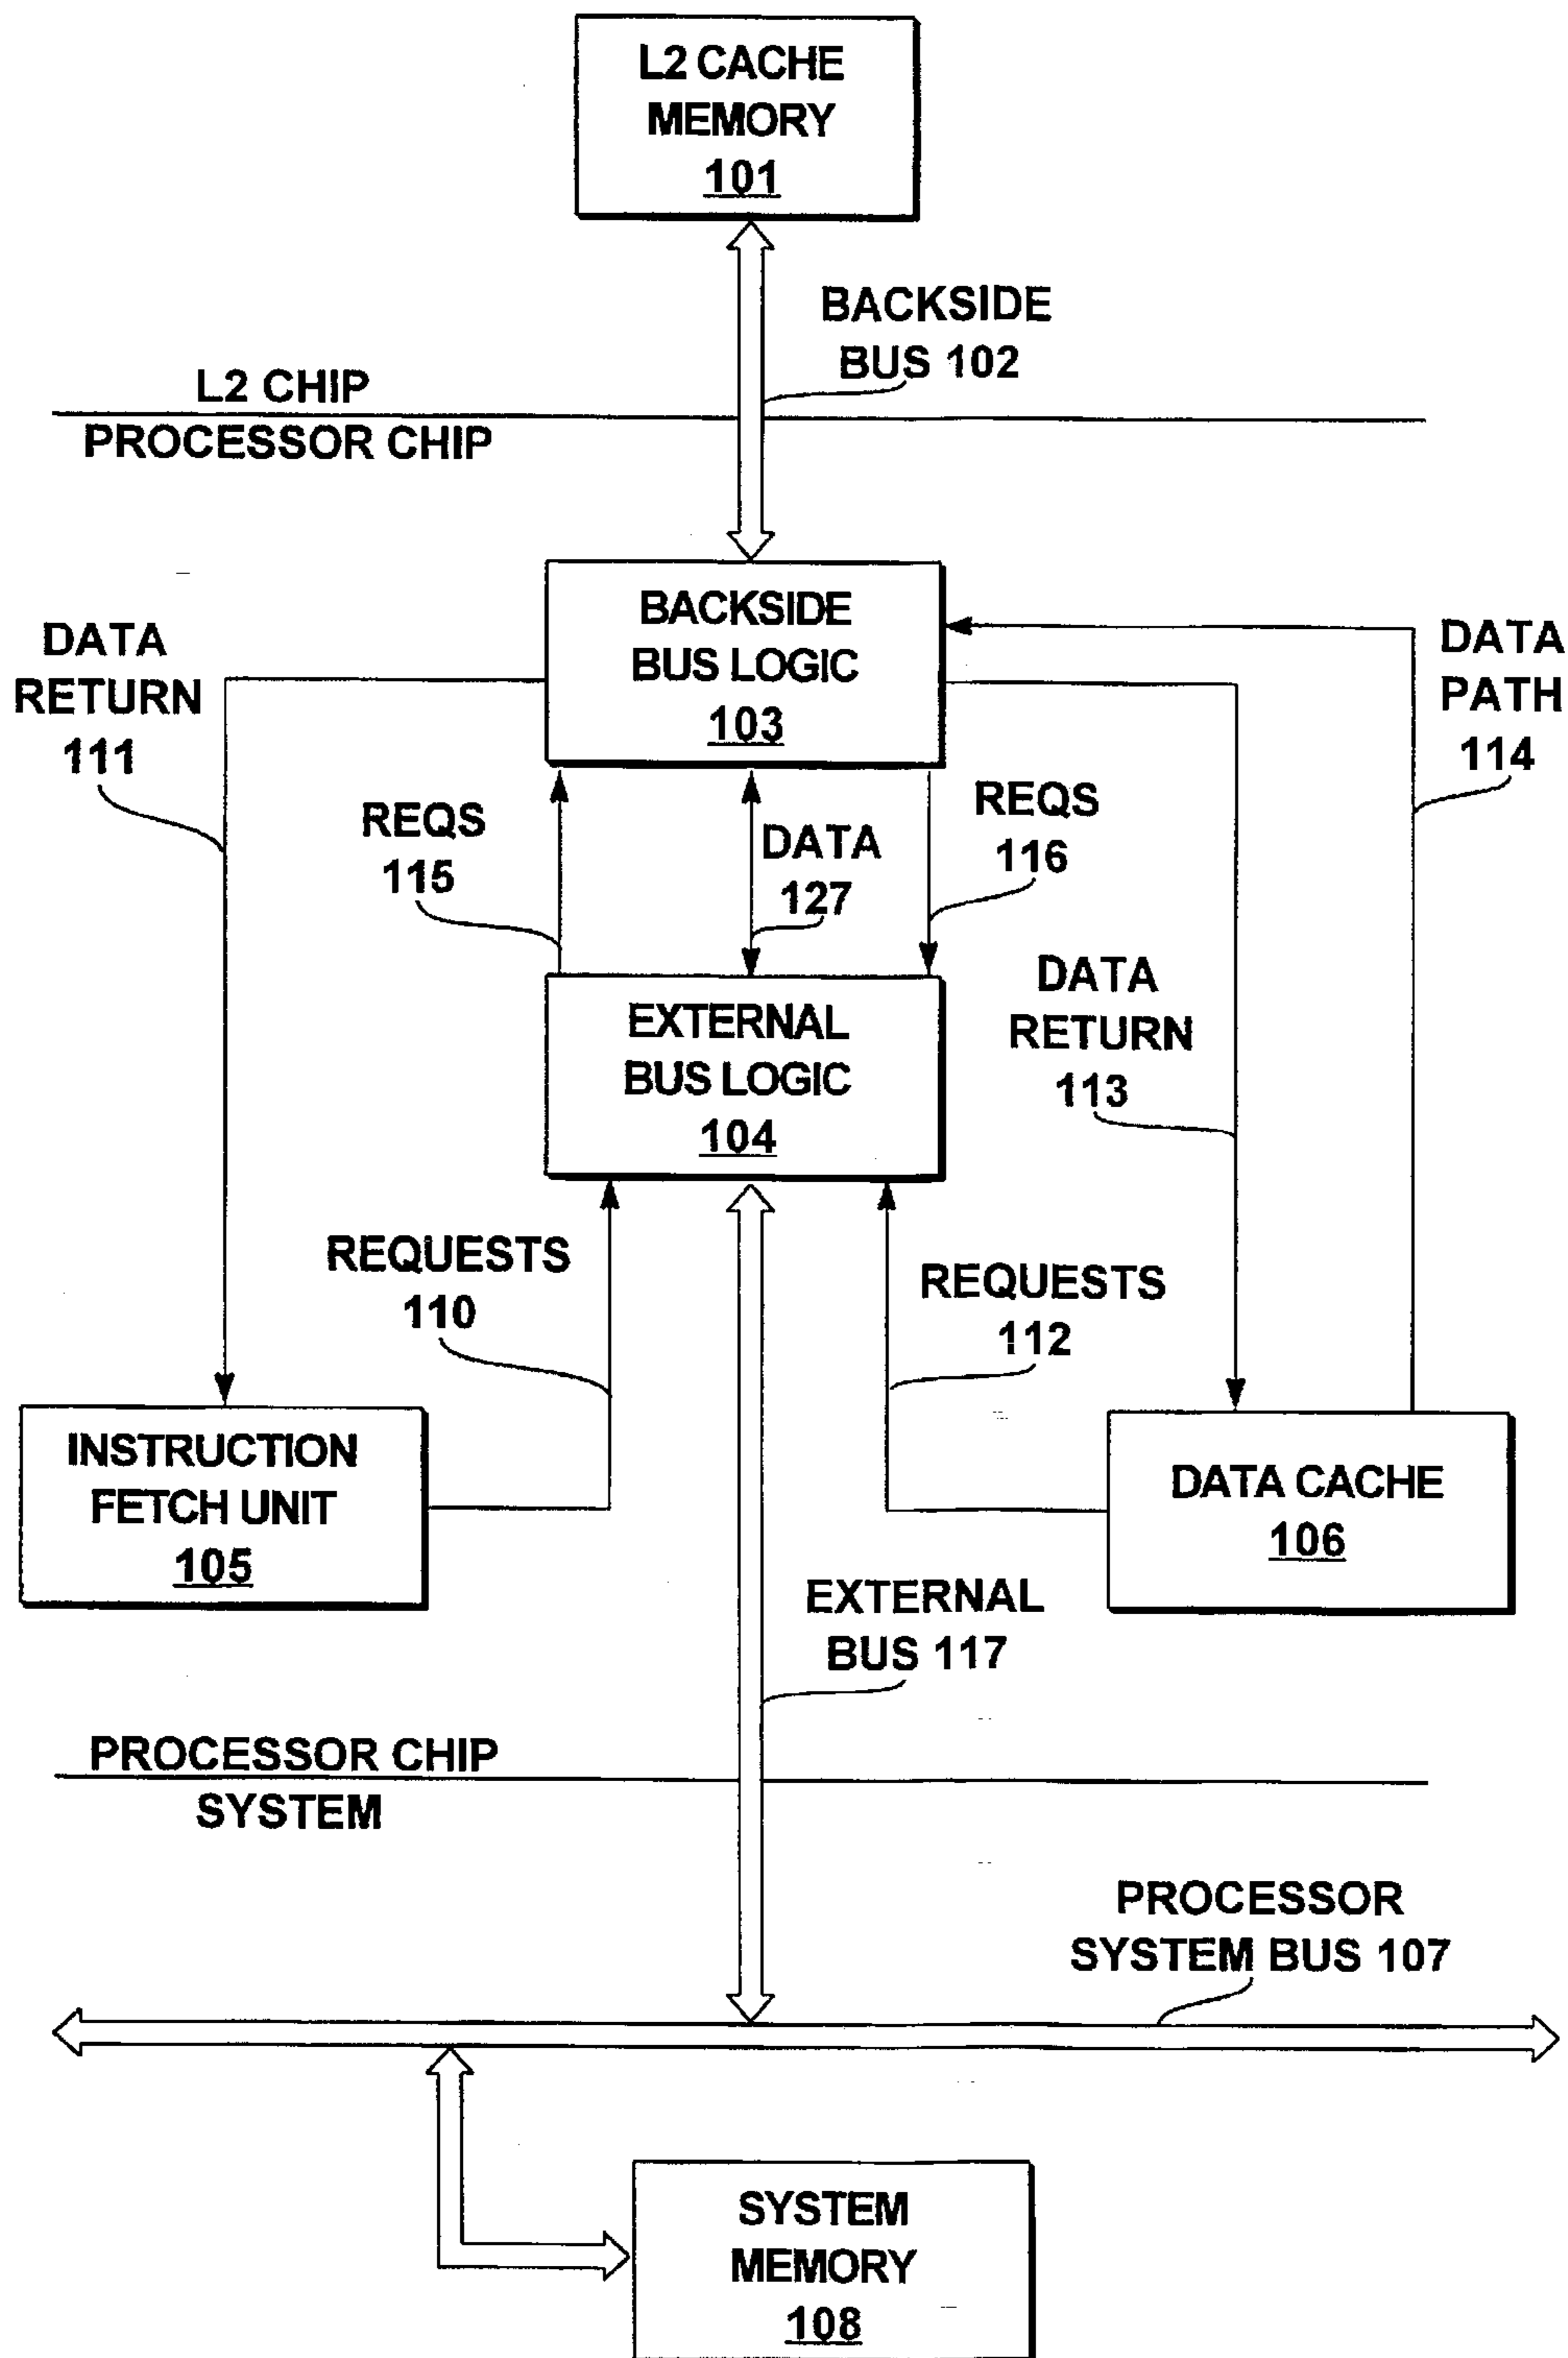 L2 CACHE
MEMORY
101
BACKSIDE
BUS 102
L2 CHIP
PROCESSOR CHIP
BACKSIDE
BUS LOGIC
103
DATA
RETURN
111
DATA
PATH
114
REQS
115
DATA
127
REQS
116
EXTERNAL
BUS LOGIC
104
DATA
RETURN
113
REQUESTS
110
REQUESTS
112
INSTRUCTION
FETCH UNIT
105
DATA CACHE
106
EXTERNAL
BUS 117
PROCESSOR CHIP
SYSTEM
PROCESSOR
SYSTEM BUS 107
SYSTEM
MEMORY
108